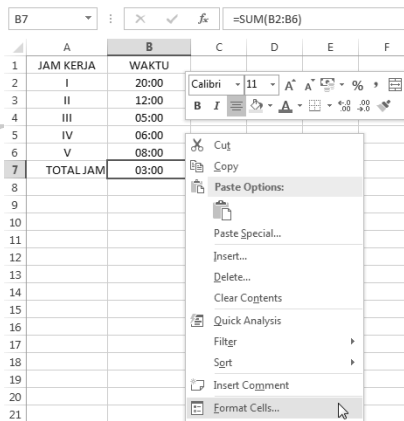 B7 fx =SUM(B2:B6)
A B C D E F
1 JAM KERJA WAKTU
2 I 20:00
3 II 12:00
4 III 05:00
5 IV 06:00
6 V 08:00
7 TOTAL JAM 03:00
8
9
10
11
12
13
14
15
16
17
18
19
20
21
Calibri 11 A A %
B I A .00 .00
Cut
Copy
Paste Options:
Paste Special...
Insert...
Delete...
Clear Contents
Quick Analysis
Filter
Sort
Insert Comment
Format Cells...